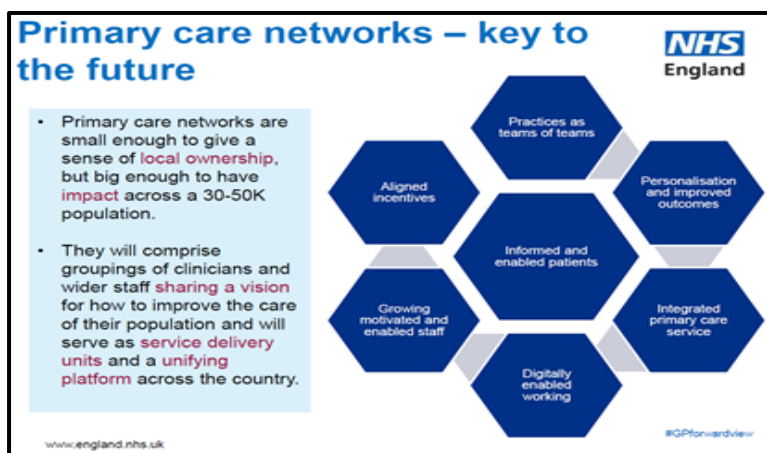 Primary care networks – key to
the future
NHS
England
• Primary care networks are
small enough to give a
sense of local ownership,
but big enough to have
impact across a 30-50K
population.
• They will comprise
groupings of clinicians and
wider staff sharing a vision
for how to improve the care
of their population and will
serve as service delivery
units and a unifying
platform across the country.
Practices as
teams of teams
Personalisation
and improved
outcomes
Integrated
primary care
service
Digitally
enabled
working
Growing
motivated and
enabled staff
Aligned
incentives
Informed and
enabled patients
www.england.nhs.uk
#GPforwardview